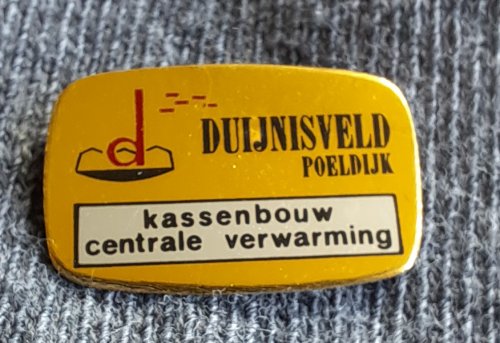 d
DUIJNISVELD
POELDIJK
kassenbouw
centrale verwarming